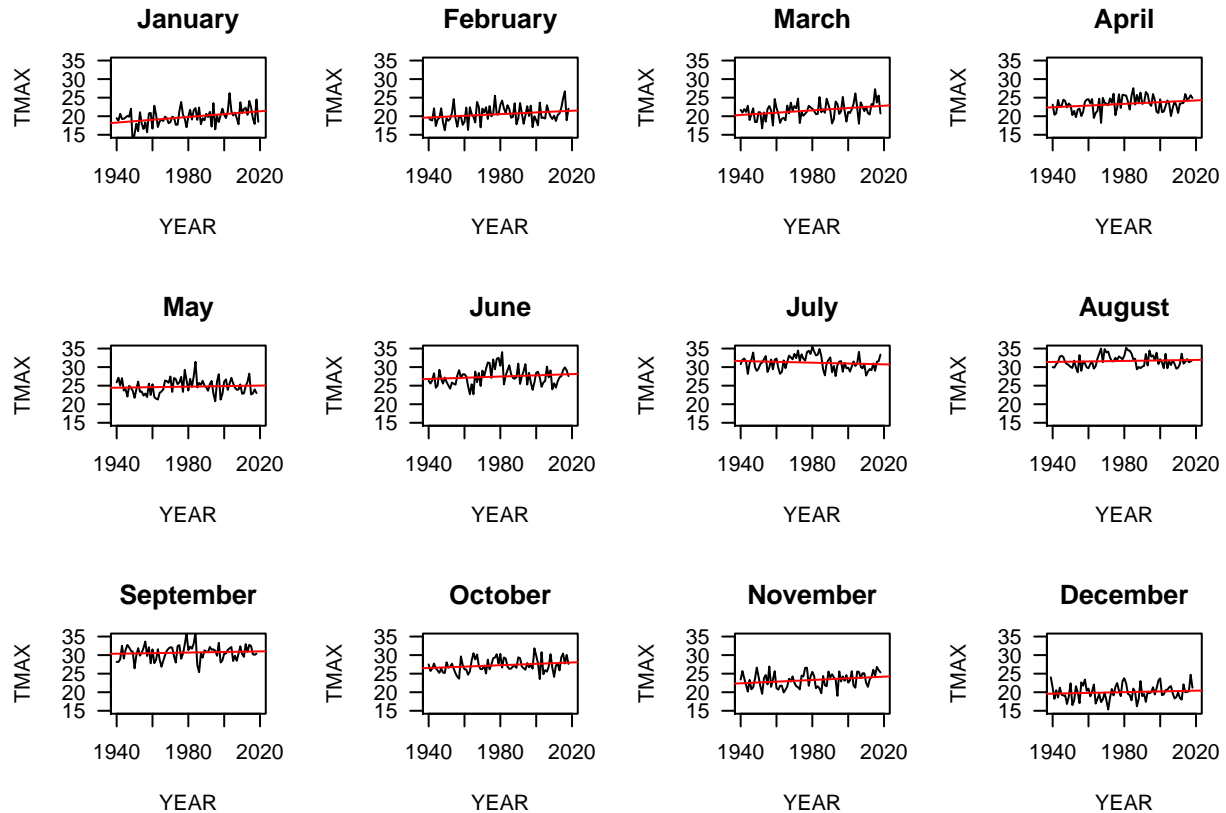 January
TMAX
35
30
25
20
15
1940 1980 2020
YEAR
February
TMAX
35
30
25
20
15
1940 1980 2020
YEAR
March
TMAX
35
30
25
20
15
1940 1980 2020
YEAR
April
TMAX
35
30
25
20
15
1940 1980 2020
YEAR
May
TMAX
35
30
25
20
15
1940 1980 2020
YEAR
June
TMAX
35
30
25
20
15
1940 1980 2020
YEAR
July
TMAX
35
30
25
20
15
1940 1980 2020
YEAR
August
TMAX
35
30
25
20
15
1940 1980 2020
YEAR
September
TMAX
35
30
25
20
15
1940 1980 2020
YEAR
October
TMAX
35
30
25
20
15
1940 1980 2020
YEAR
November
TMAX
35
30
25
20
15
1940 1980 2020
YEAR
December
TMAX
35
30
25
20
15
1940 1980 2020
YEAR